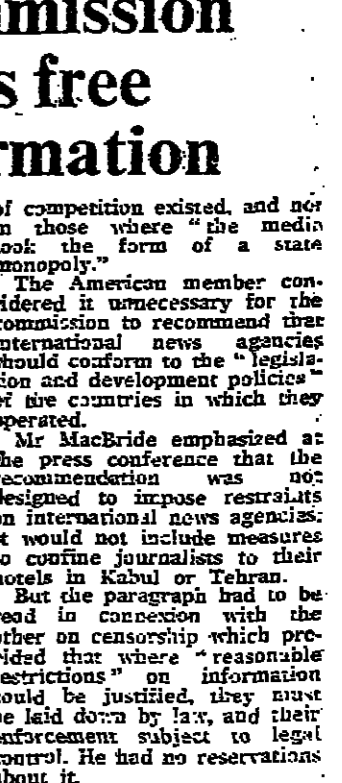 mission
s free
rmation
of competition existed, and not
in those where "the media
took the form of a state
monopoly."
The American member con-
sidered it unnecessary for the
commission to recommend that
international news agencies
should conform to the "legisla-
tion and development policies"
of the countries in which they
operated.
Mr MacBride emphasized at
the press conference that the
recommendation was not
designed to impose restraints
on international news agencies;
it would not include measures
to confine journalists to their
hotels in Kabul or Tehran.
But the paragraph had to be
read in connexion with the
other on censorship which pro-
vided that where "reasonable
restrictions" on information
could be justified, they must
be laid down by law, and their
enforcement subject to legal
control. He had no reservations
about it.